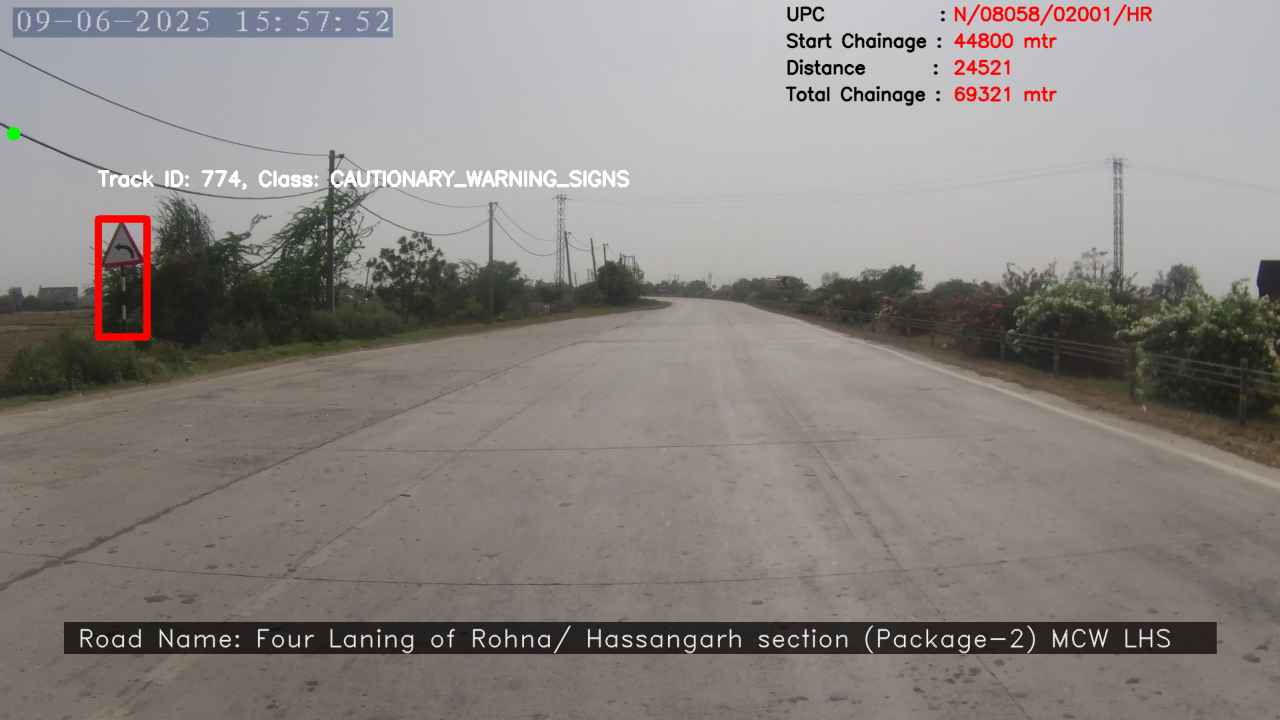 09-06-2025 15:57:52
UPC : N/08058/02001/HR
Start Chainage : 44800 mtr
Distance : 24521
Total Chainage : 69321 mtr
Track ID: 774, Class: CAUTIONARY_WARNING_SIGNS
Road Name: Four Laning of Rohna/ Hassangarh section (Package-2) MCW LHS